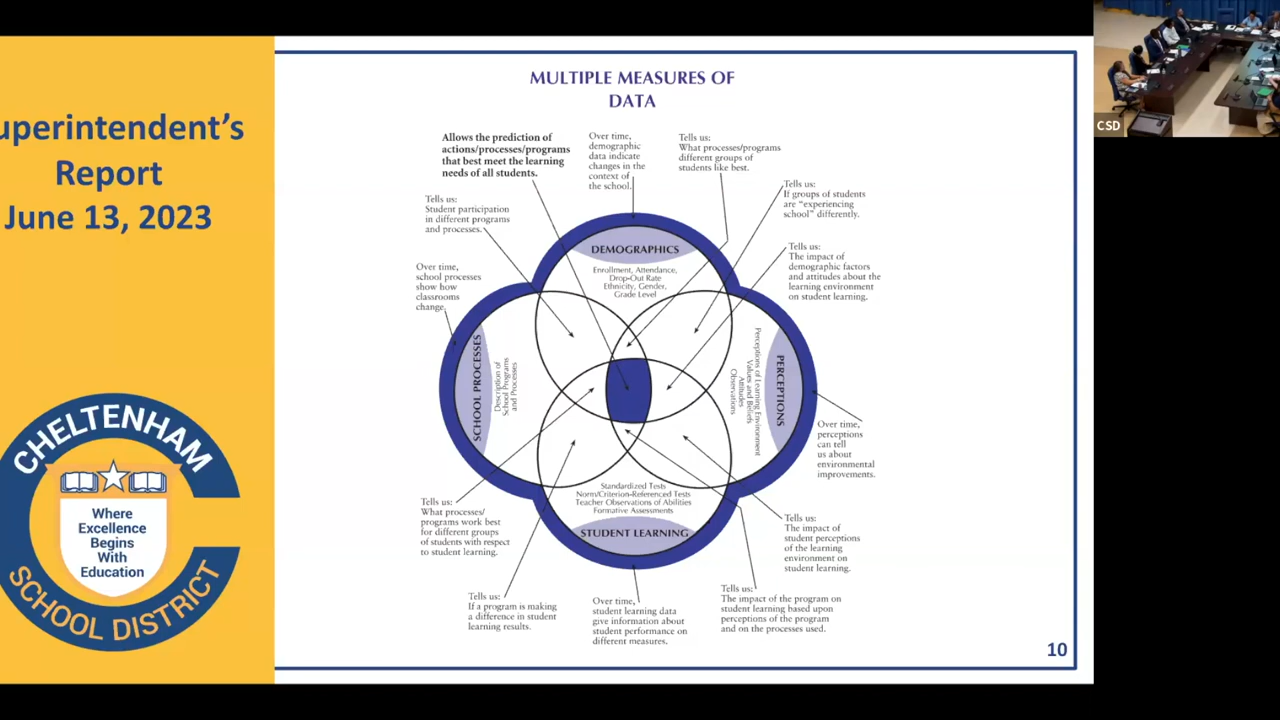 uperintendent's
Report
June 13, 2023
CHELTENHAM
Where
Excellence
Begins
With
Education
SCHOOL DISTRICT
MULTIPLE MEASURES OF
DATA
Allows the prediction of
actions/processes/programs
that best meet the learning
needs of all students.
Over time,
demographic
data indicate
changes in the
context of
the school.
Tells us:
What processes/programs
different groups of
students like best.
Tells us:
If groups of students
are "experiencing
school" differently.
Tells us:
Student participation
in different programs
and processes.
Tells us:
The impact of
demographic factors
and attitudes about the
learning environment
on student learning.
Over time,
school processes
show how
classrooms
change.
DEMOGRAPHICS
Enrollment, Attendance,
Drop-Out Rate
Ethnicity, Gender,
Grade Level
SCHOOL PROCESSES
Description of
School Programs
and Processes
PERCEPTIONS
Perceptions of Learning Environment
Values and Beliefs
Attitudes
Observations
Standardized Tests
Norm/Criterion-Referenced Tests
Teacher Observations of Abilities
Formative Assessments
STUDENT LEARNING
Over time,
perceptions
can tell
us about
environmental
improvements.
Tells us:
What processes/
programs work best
for different groups
of students with respect
to student learning.
Tells us:
The impact of
student perceptions
of the learning
environment on
student learning.
Tells us:
If a program is making
a difference in student
learning results.
Over time,
student learning data
give information about
student performance on
different measures.
Tells us:
The impact of the program on
student learning based upon
perceptions of the program
and on the processes used.
10
CSD